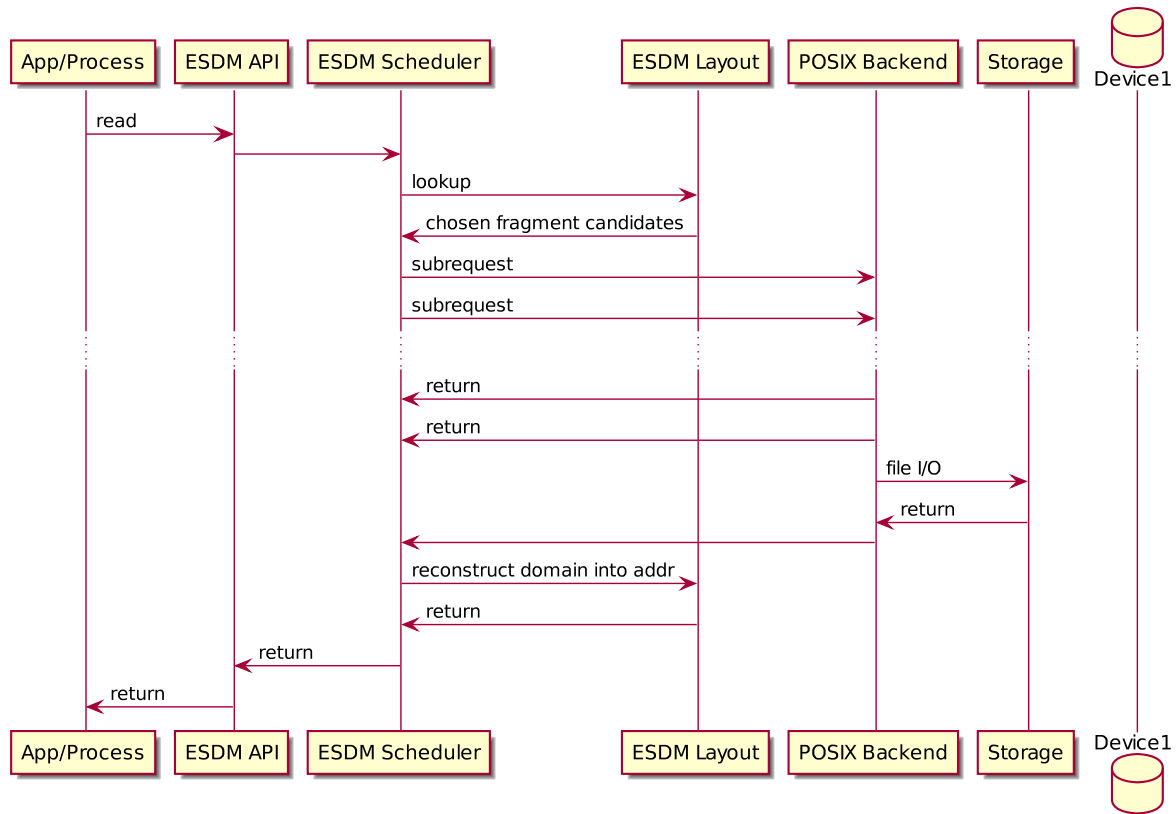 Device1
App/Process
ESDM API
ESDM Scheduler
ESDM Layout
POSIX Backend
Storage
read
lookup
chosen fragment candidates
subrequest
subrequest
return
return
file I/O
return
reconstruct domain into addr
return
return
return
App/Process
ESDM API
ESDM Scheduler
ESDM Layout
POSIX Backend
Storage
Device1